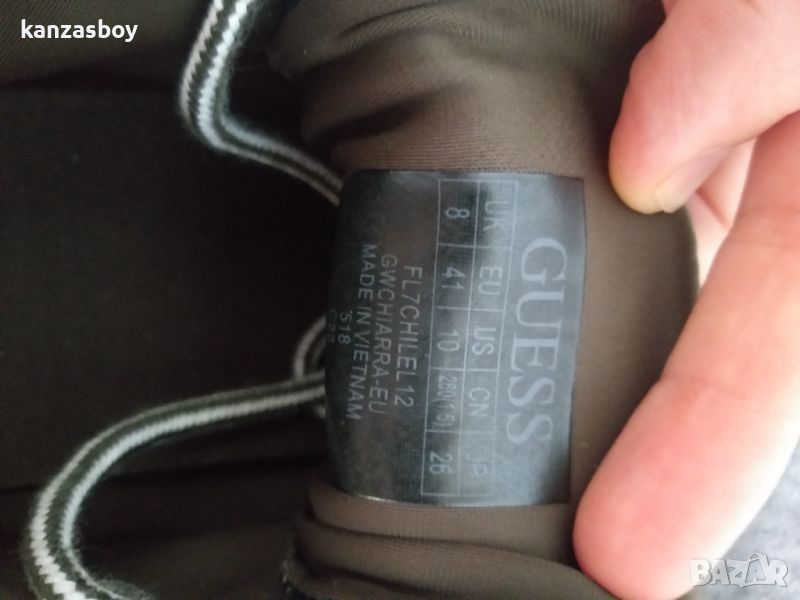 kanzasboy
GUESS
UK EU US CN JP
8 41 10 260(1.5) 26
FL7CHILEL12
GWCHIARRA-EU
MADE IN VIETNAM
518
BAZAR